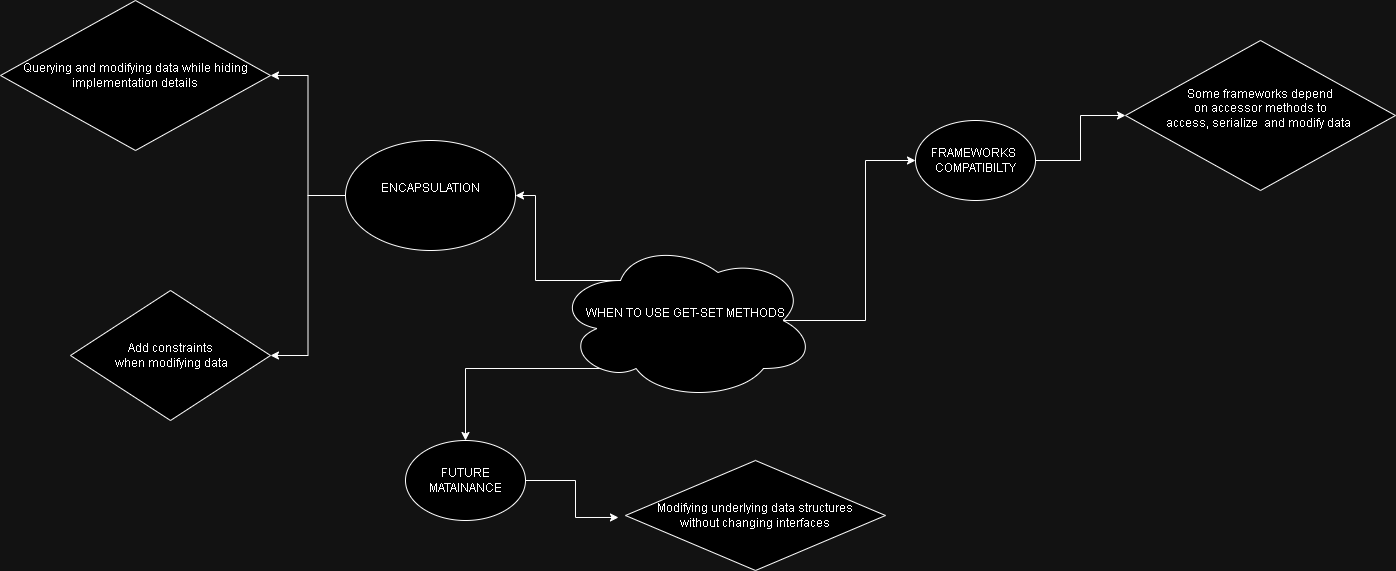 Querying and modifying data while hiding
implementation details
Some frameworks depend
on accessor methods to
access, serialize and modify data
FRAMEWORKS
COMPATIBILTY
ENCAPSULATION
WHEN TO USE GET-SET METHODS
Add constraints
when modifying data
FUTURE
MATAINANCE
Modifying underlying data structures
without changing interfaces